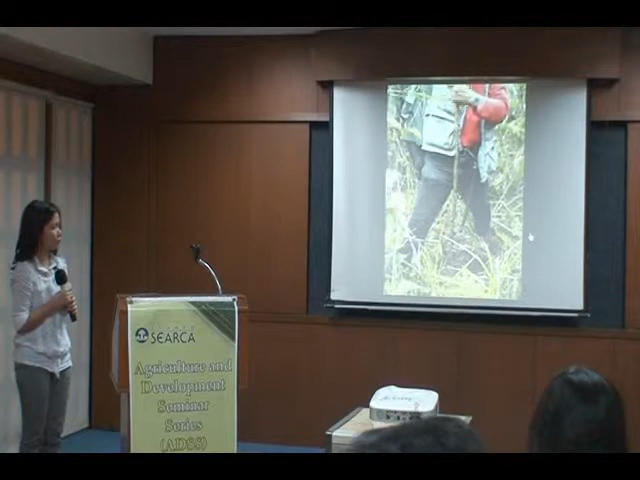 SEARCA
Agriculture and
Development
Seminar
Series
(ADSS)